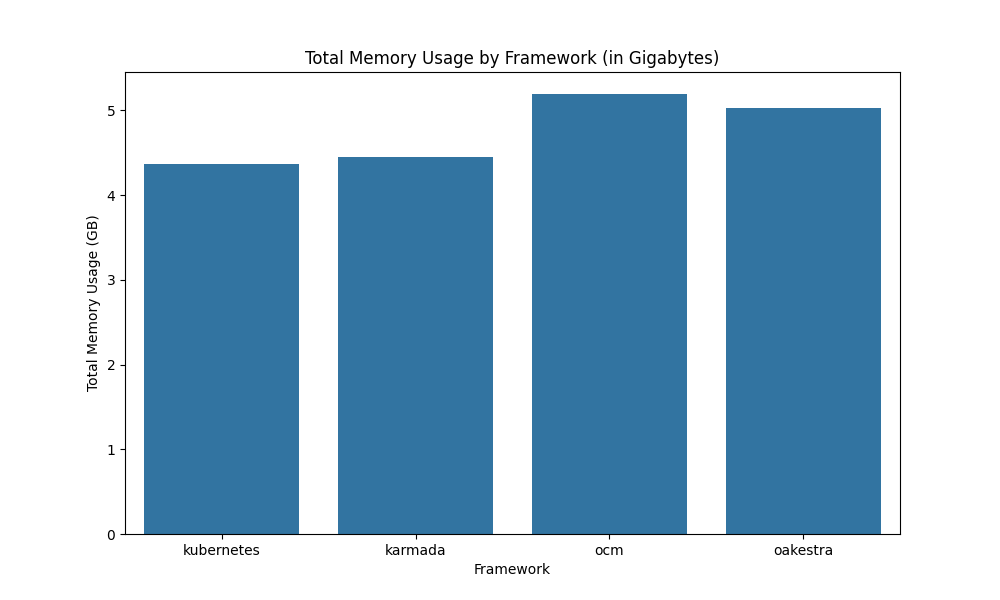 Total Memory Usage by Framework (in Gigabytes)
Total Memory Usage (GB)
5
4
3
2
1
0
kubernetes karmada ocm oakestra
Framework